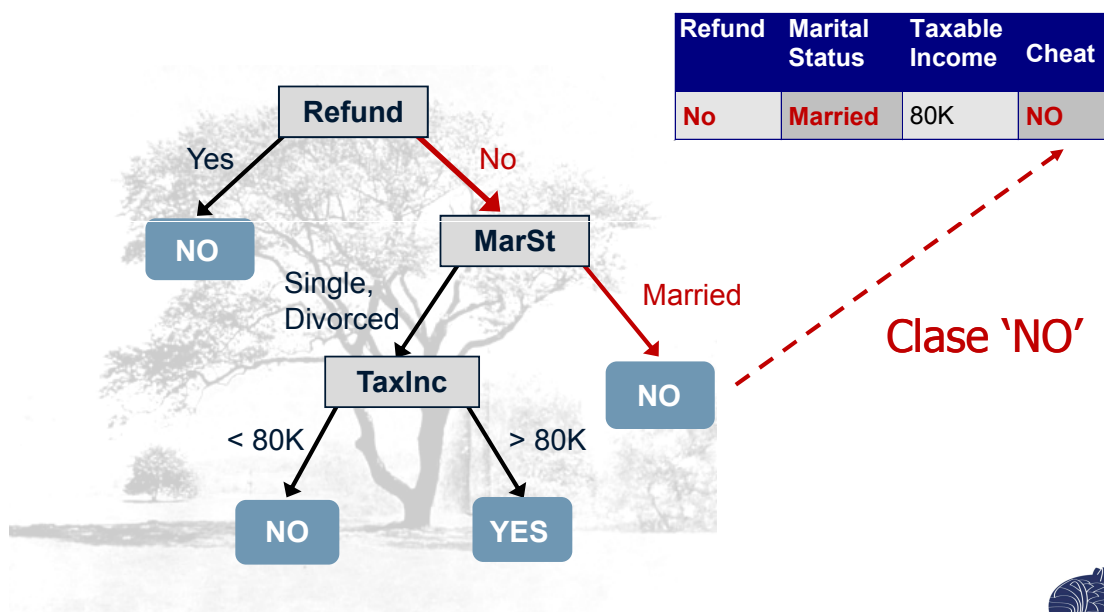 Refund Marital Status Taxable Income Cheat
No Married 80K NO
Refund
Yes
No
NO
MarSt
Single,
Divorced
Married
Clase ‘NO’
TaxInc
NO
< 80K
> 80K
NO
YES